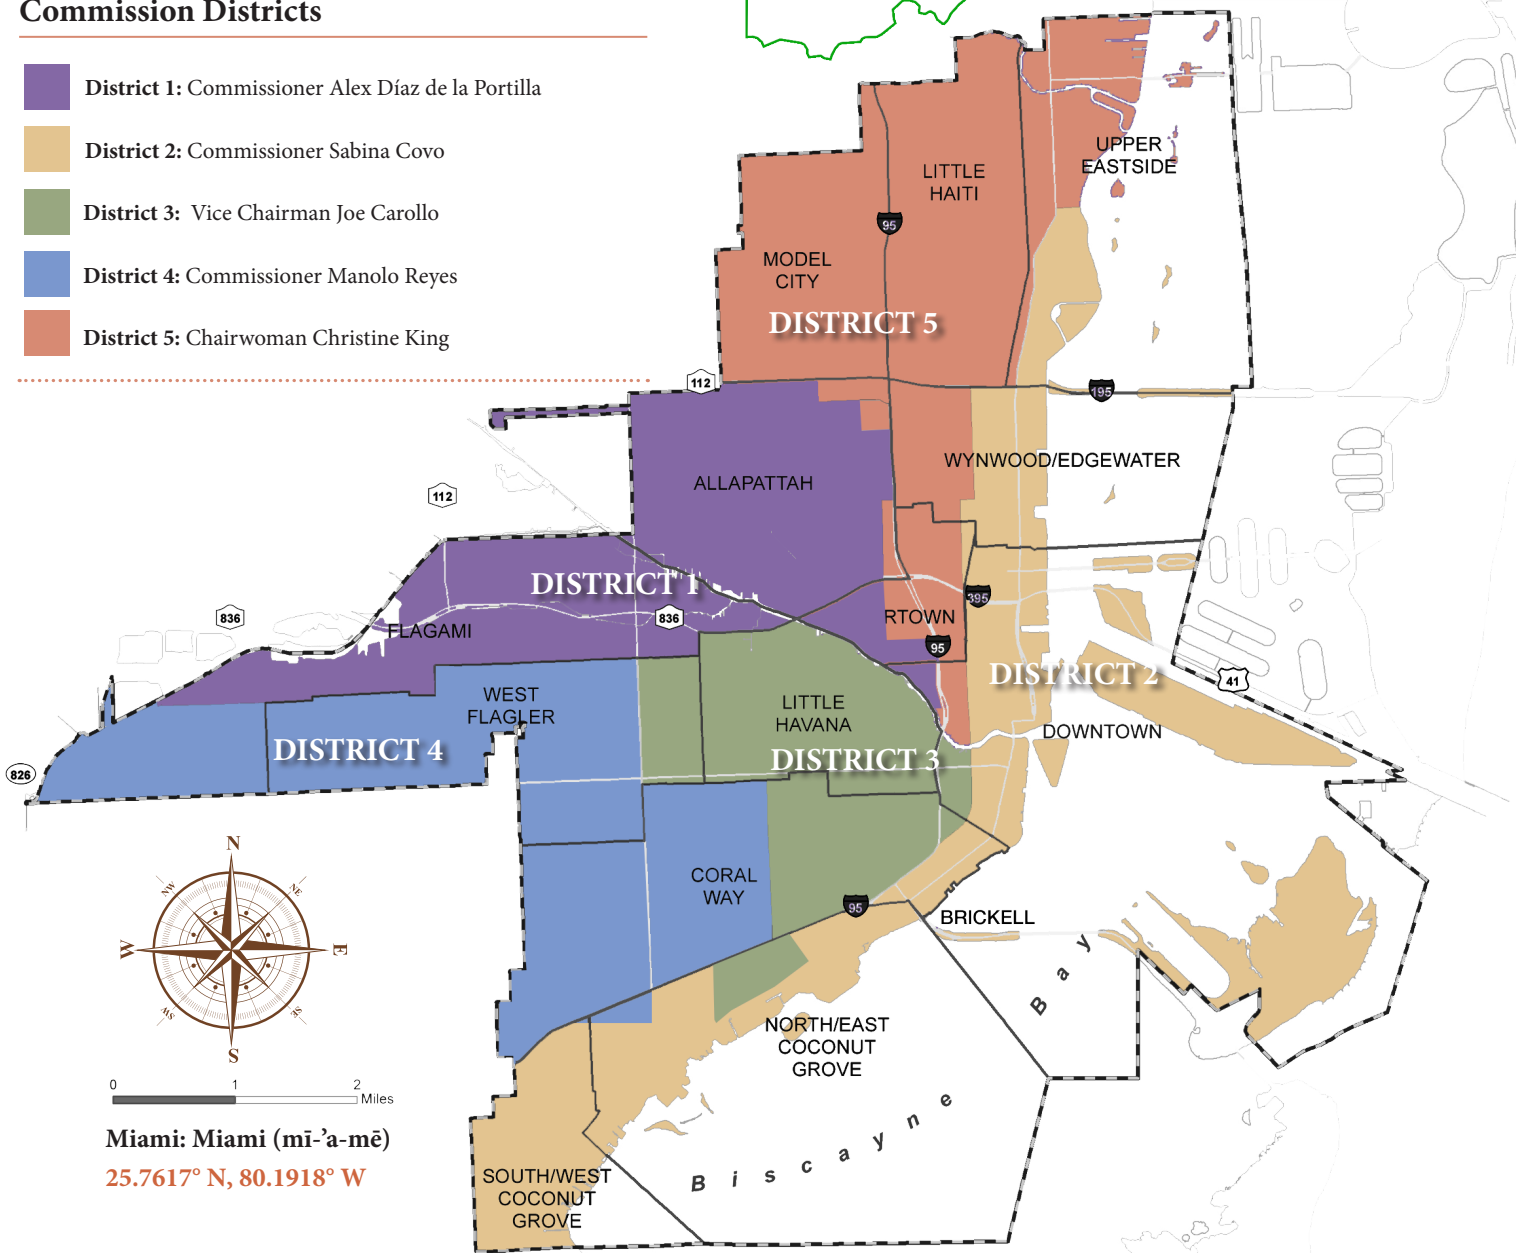 Commission Districts
District 1: Commissioner Alex Díaz de la Portilla
District 2: Commissioner Sabina Covo
District 3: Vice Chairman Joe Carollo
District 4: Commissioner Manolo Reyes
District 5: Chairwoman Christine King
UPPER
EASTSIDE
LITTLE
HAITI
95
MODEL
CITY
DISTRICT 5
112
195
WYNWOOD/EDGEWATER
ALLAPATTAH
112
DISTRICT 1
395
836
836
RTOWN
FLAGAMI
95
DISTRICT 2
41
WEST
FLAGLER
LITTLE
HAVANA
DOWNTOWN
DISTRICT 4
DISTRICT 3
826
CORAL
WAY
95
BRICKELL
Biscayne Bay
NORTH/EAST
COCONUT
GROVE
SOUTH/WEST
COCONUT
GROVE
N
NW
NE
W
E
SW
SE
S
0 1 2
Miles
Miami: Miami (mī-’a-mē)
25.7617° N, 80.1918° W